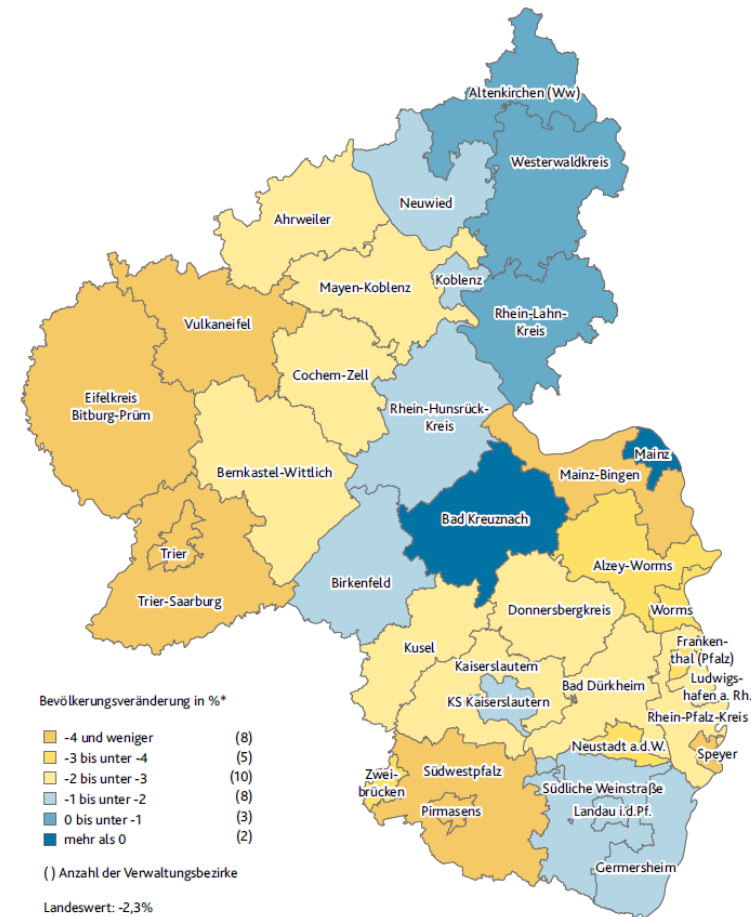 Altenkirchen (Ww)
Westerwaldkreis
Neuwied
Ahrweiler
Koblenz
Mayen-Koblenz
Rhein-Lahn-
Kreis
Vulkaneifel
Cochem-Zell
Eifelkreis
Bitburg-Prüm
Rhein-Hunsrück-
Kreis
Mainz
Bernkastel-Wittlich
Mainz-Bingen
Bad Kreuznach
Trier
Alzey-Worms
Birkenfeld
Trier-Saarburg
Donnersbergkreis
Worms
Kusel
Franken-
thal (Pfalz)
Kaiserslautern
Ludwigs-
hafen a. Rh.
Bad Dürkheim
KS Kaiserslautern
Rhein-Pfalz-Kreis
Neustadt a.d.W.
Speyer
Zwei-
brücken
Südwestpfalz
Südliche Weinstraße
Pirmasens
Landau i.d.Pf.
Germersheim
Bevölkerungsveränderung in %*
-4 und weniger (8)
-3 bis unter -4 (5)
-2 bis unter -3 (10)
-1 bis unter -2 (8)
0 bis unter -1 (3)
mehr als 0 (2)
( ) Anzahl der Verwaltungsbezirke
Landeswert: -2,3%